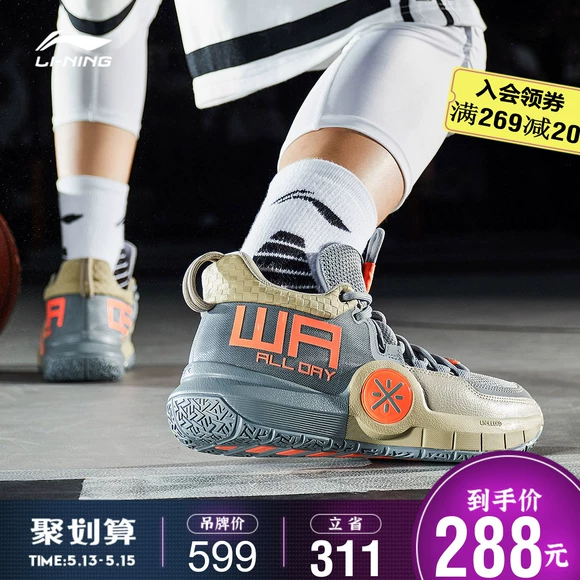 LI-NING
入会领券
满269减20
WA
ALL DAY
聚划算
TIME:5.13-5.15
吊牌价
599
立省
311
到手价
288元